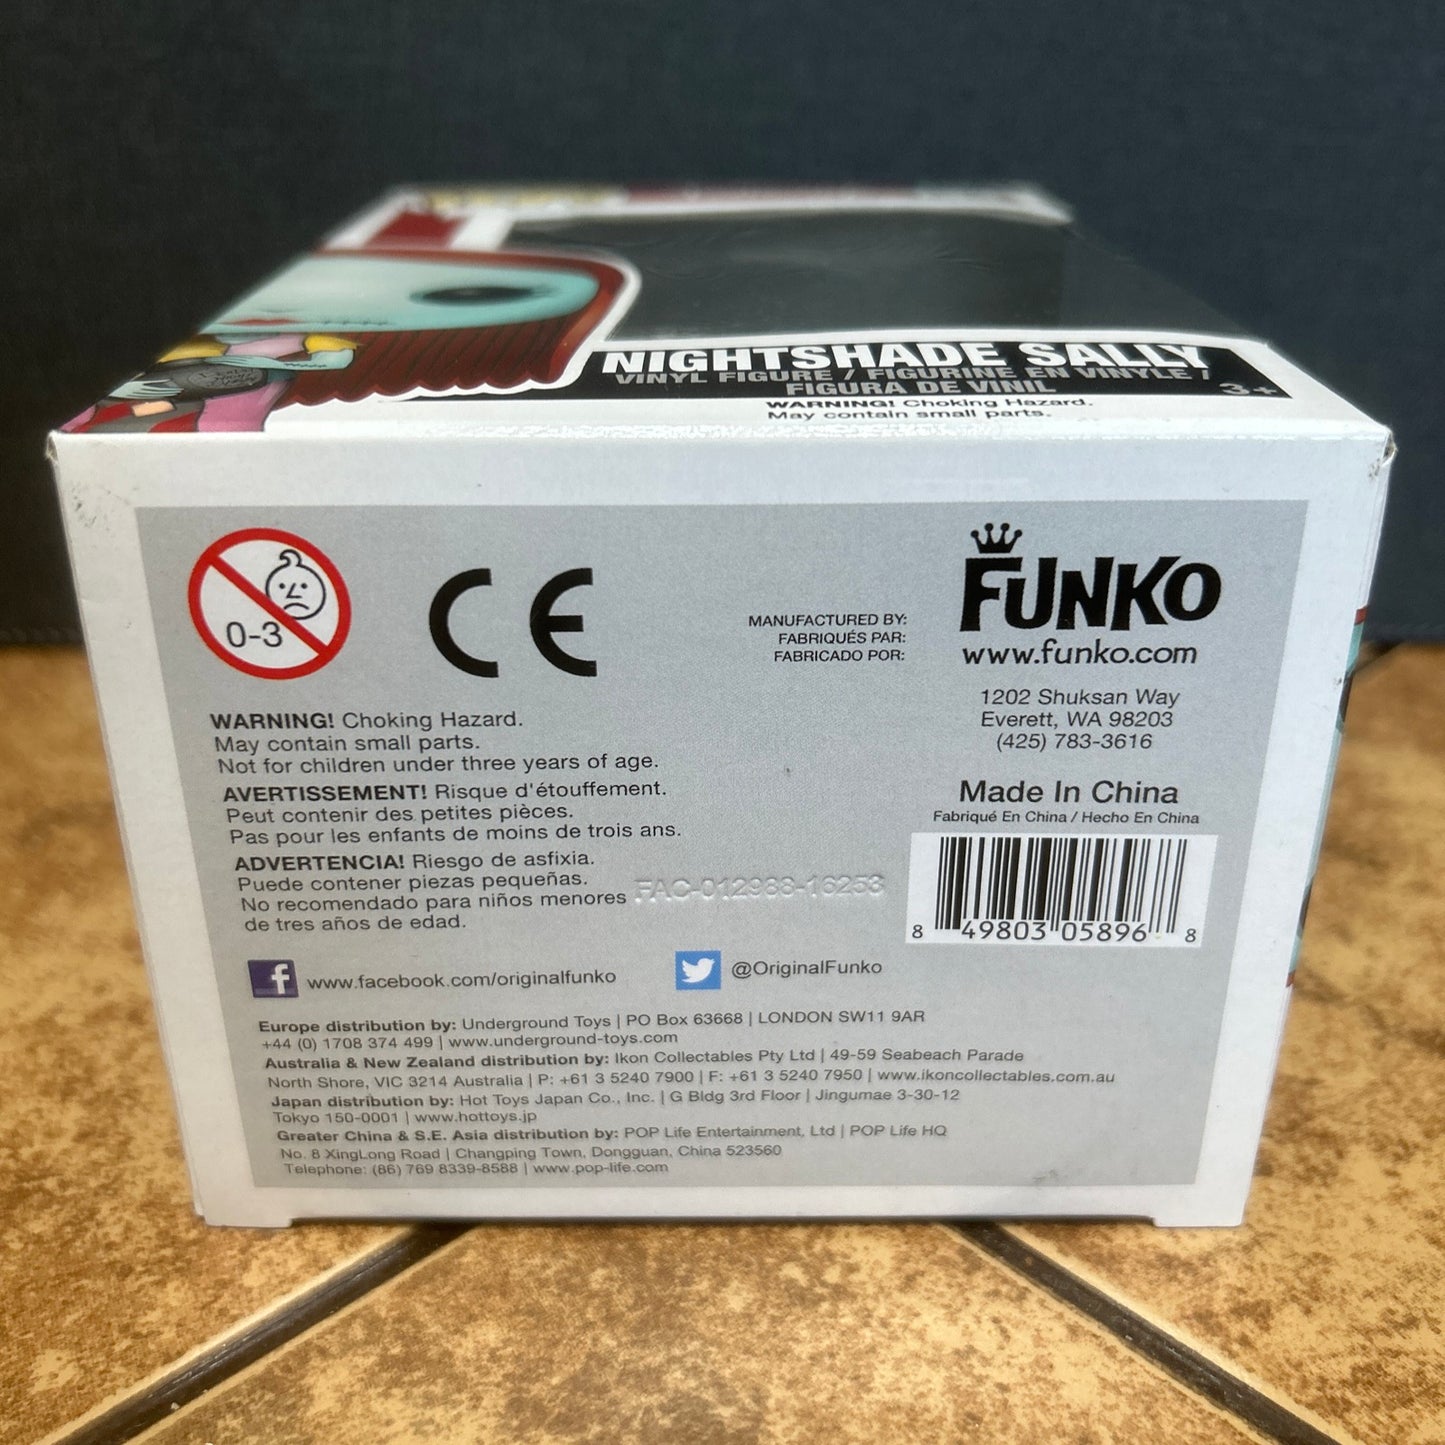 NIGHTSHADE SALLY
VINYL FIGURE / FIGURINE EN VINYLE /
FIGURA DE VINIL
3+
WARNING! Choking Hazard.
May contain small parts.
0-3
CE
MANUFACTURED BY:
FABRIQUÉS PAR:
FABRICADO POR:
FUNKO
www.funko.com
1202 Shuksan Way
Everett, WA 98203
(425) 783-3616
Made In China
Fabriqué En China / Hecho En China
8 49803 05896 8
WARNING! Choking Hazard.
May contain small parts.
Not for children under three years of age.
AVERTISSEMENT! Risque d'étouffement.
Peut contenir des petites pièces.
Pas pour les enfants de moins de trois ans.
ADVERTENCIA! Riesgo de asfixia.
Puede contener piezas pequeñas.
No recomendado para niños menores
de tres años de edad.
FAC-012988-16253
f www.facebook.com/originalfunko
@OriginalFunko
Europe distribution by: Underground Toys | PO Box 63668 | LONDON SW11 9AR
+44 (0) 1708 374 499 | www.underground-toys.com
Australia & New Zealand distribution by: Ikon Collectables Pty Ltd | 49-59 Seabeach Parade
North Shore, VIC 3214 Australia | P: +61 3 5240 7900 | F: +61 3 5240 7950 | www.ikoncollectables.com.au
Japan distribution by: Hot Toys Japan Co., Inc. | G Bldg 3rd Floor | Jingumae 3-30-12
Tokyo 150-0001 | www.hottoys.jp
Greater China & S.E. Asia distribution by: POP Life Entertainment, Ltd | POP Life HQ
No. 8 XingLong Road | Changping Town, Dongguan, China 523560
Telephone: (86) 769 8339-8588 | www.pop-life.com